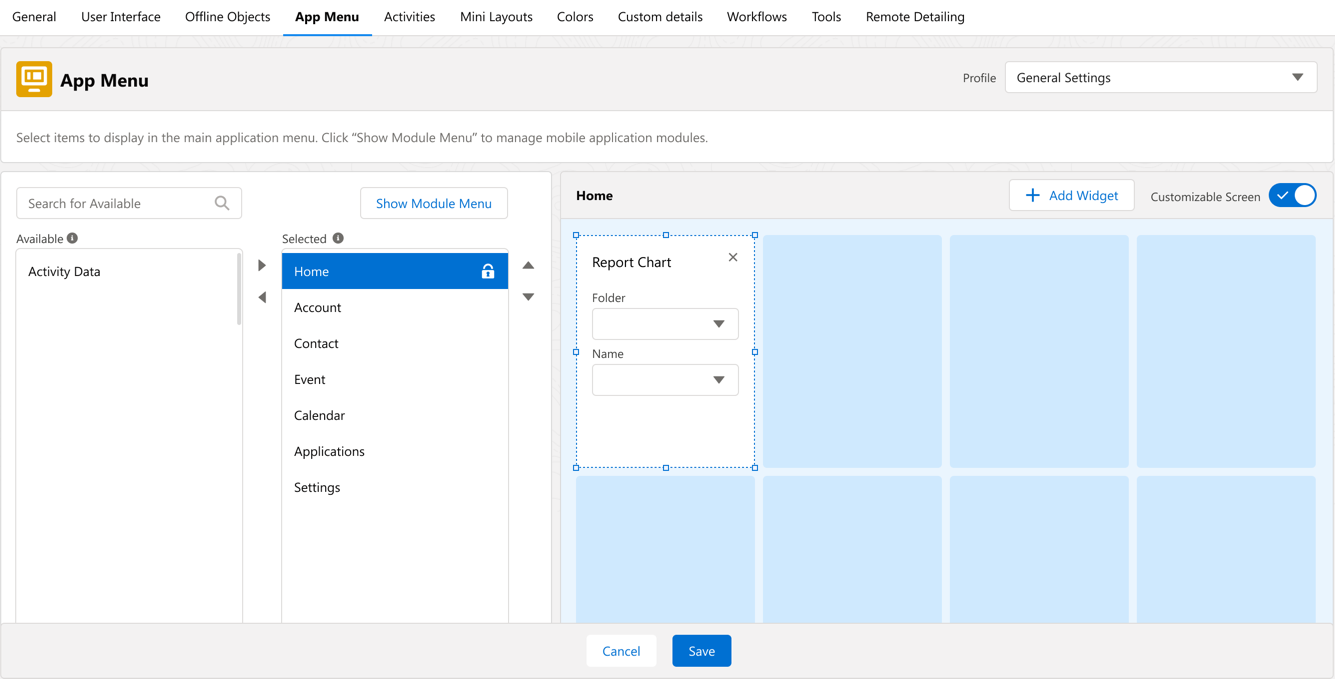 General User Interface Offline Objects App Menu Activities Mini Layouts Colors Custom details Workflows Tools Remote Detailing
App Menu
Profile General Settings
Select items to display in the main application menu. Click “Show Module Menu” to manage mobile application modules.
Search for Available
Show Module Menu
Available
Activity Data
Selected
Home
Account
Contact
Event
Calendar
Applications
Settings
Home
Add Widget
Customizable Screen
Report Chart
Folder
Name
Cancel
Save